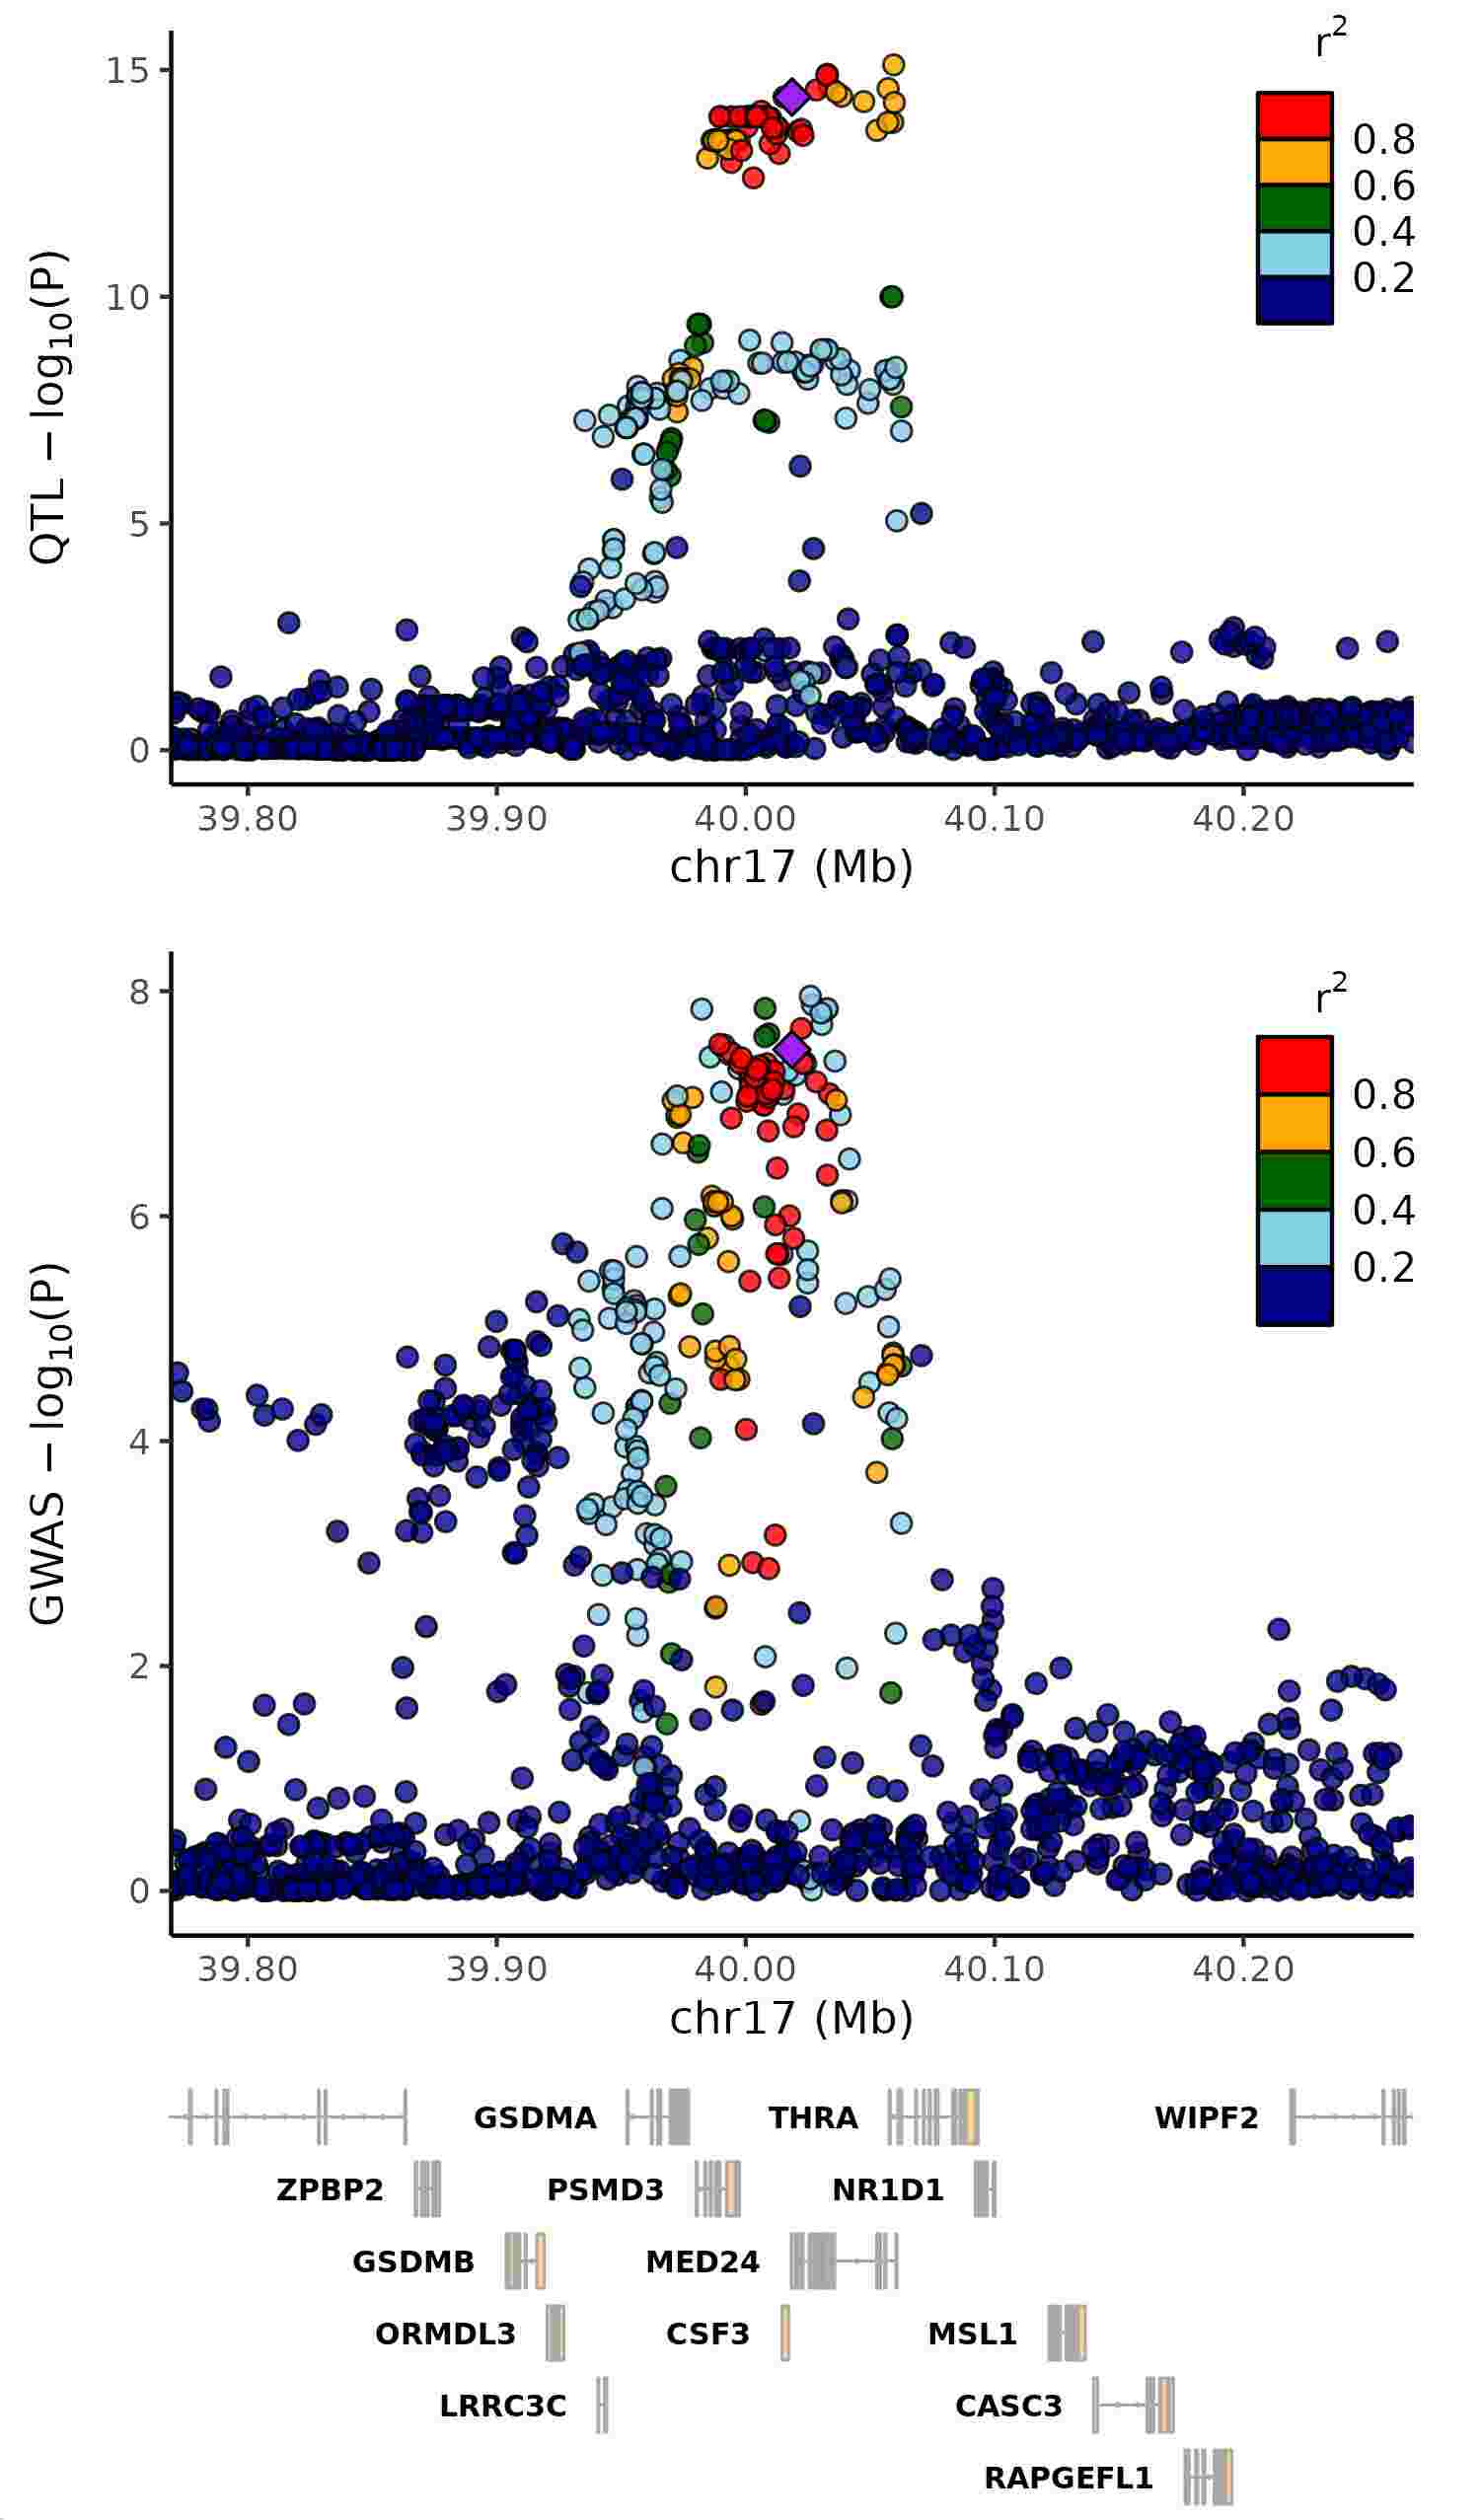 r²
15
10
5
0
QTL −log₁₀(P)
0.8
0.6
0.4
0.2
39.80 39.90 40.00 40.10 40.20
chr17 (Mb)
r²
8
6
4
2
0
GWAS −log₁₀(P)
0.8
0.6
0.4
0.2
39.80 39.90 40.00 40.10 40.20
chr17 (Mb)
GSDMA THRA WIPF2
ZPBP2 PSMD3 NR1D1
GSDMB MED24
ORMDL3 CSF3 MSL1
LRRC3C CASC3
RAPGEFL1